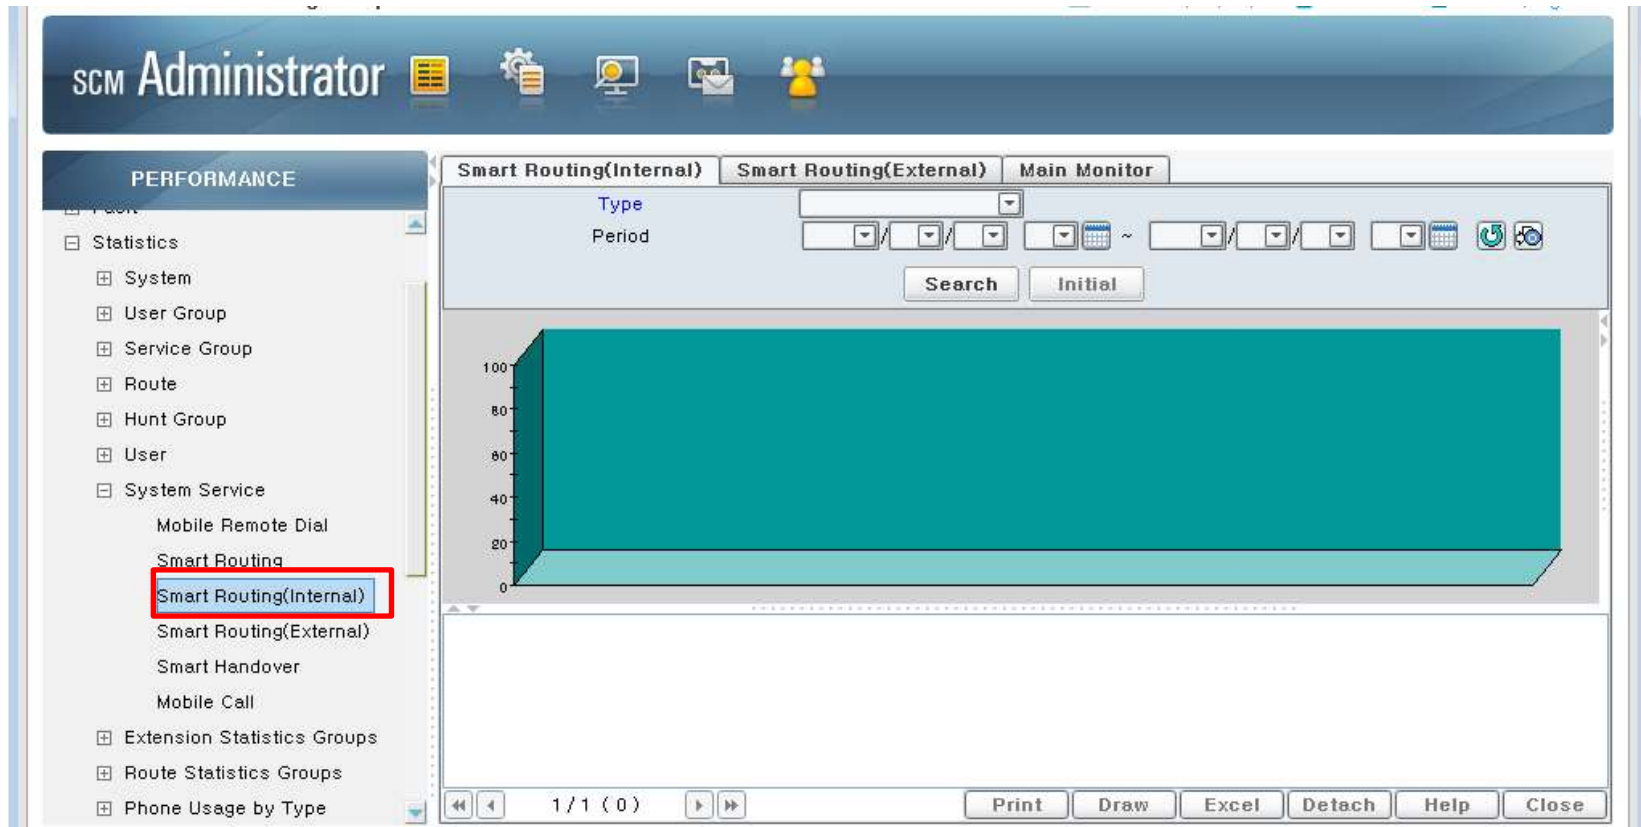 SCM Administrator
PERFORMANCE
Fault
Statistics
System
User Group
Service Group
Route
Hunt Group
User
System Service
Mobile Remote Dial
Smart Routing
Smart Routing(Internal)
Smart Routing(External)
Smart Handover
Mobile Call
Extension Statistics Groups
Route Statistics Groups
Phone Usage by Type
Smart Routing(Internal) Smart Routing(External) Main Monitor
Type
Period / / ~ / /
Search Initial
100
80
60
40
20
0
1/1 ( 0 )
Print Draw Excel Detach Help Close